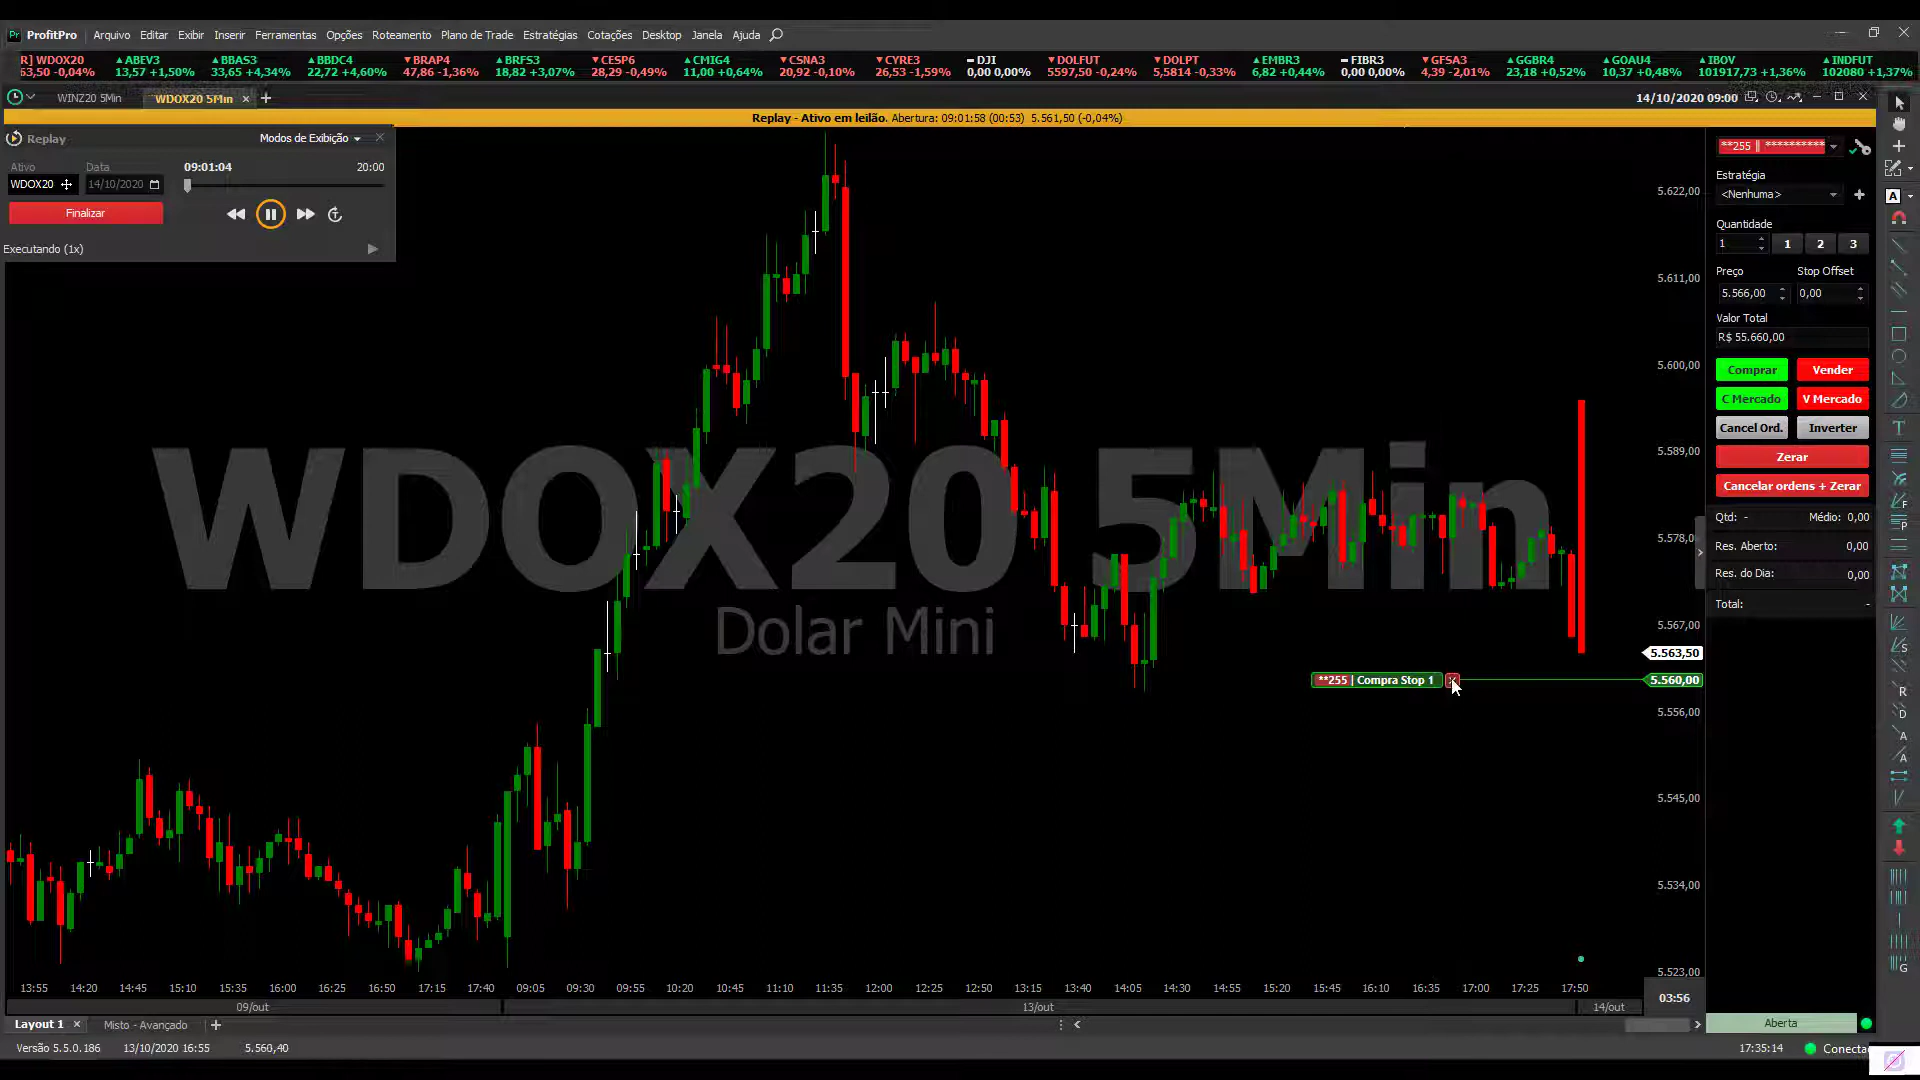 ProfitPro Arquivo Editar Exibir Inserir Ferramentas Opções Roteamento Plano de Trade Estratégias Cotações Desktop Janela Ajuda
R] WDOX20 ABEV3 BBAS3 BBDC4 BRAP4 BRFS3 CESP6 CMIG4 CSNA3 CYRE3 DJI DOLFUT DOLPT EMBR3 FIBR3 GFSA3 GGBR4 GOAU4 IBOV INDFUT
63,50 -0,04% 13,57 +1,50% 33,65 +4,34% 22,72 +4,60% 47,86 -1,36% 18,82 +3,07% 28,29 -0,49% 11,00 +0,64% 20,92 -0,10% 26,53 -1,59% 0,00 0,00% 5597,50 -0,24% 5,5814 -0,33% 6,82 +0,44% 0,00 0,00% 4,39 -2,01% 23,18 +0,52% 10,37 +0,48% 101917,73 +1,36% 102080 +1,37%
WINZ20 5Min WDOX20 5Min 14/10/2020 09:00
Replay - Ativo em leilão. Abertura: 09:01:58 (00:53) 5.561,50 (-0,04%)
Replay Modos de Exibição
Ativo Data 09:01:04 20:00
WDOX20 14/10/2020
Finalizar
Executando (1x)
WDOX20 5Min
Dolar Mini
**255 | Compra Stop 1
5.622,00
5.611,00
5.600,00
5.589,00
5.578,00
5.567,00
5.563,50
5.560,00
5.556,00
5.545,00
5.534,00
5.523,00
**255 || **********
Estratégia
<Nenhuma>
Quantidade
1 1 2 3
Preço Stop Offset
5.566,00 0,00
Valor Total
R$ 55.660,00
Comprar Vender
C Mercado V Mercado
Cancel Ord. Inverter
Zerar
Cancelar ordens + Zerar
Qtd: - Médio: 0,00
Res. Aberto: 0,00
Res. do Dia: 0,00
Total: -
13:55 14:20 14:45 15:10 15:35 16:00 16:25 16:50 17:15 17:40 09:05 09:30 09:55 10:20 10:45 11:10 11:35 12:00 12:25 12:50 13:15 13:40 14:05 14:30 14:55 15:20 15:45 16:10 16:35 17:00 17:25 17:50
09/out 13/out 14/out
03:56
Layout 1 Misto - Avançado
Aberta
Versão 5.5.0.186 13/10/2020 16:55 5.560,40 17:35:14 Conecta